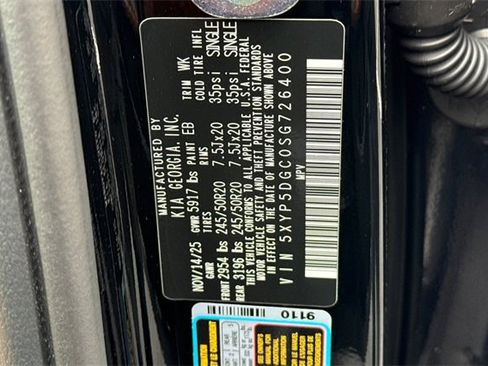 MANUFACTURED BY
KIA GEORGIA, INC.
NOV/14/25 GVWR 5917 lbs PAINT EB TRIM WK
GAWR TIRES RIMS COLD TIRE INFL
FRONT 2954 lbs 245/50R20 7.5Jx20 35psi SINGLE
REAR 3196 lbs 245/50R20 7.5Jx20 35psi SINGLE
THIS VEHICLE CONFORMS TO ALL APPLICABLE U.S.A. FEDERAL
MOTOR VEHICLE SAFETY AND THEFT PREVENTION STANDARDS
IN EFFECT ON THE DATE OF MANUFACTURE SHOWN ABOVE
MPV
VIN 5XYP5DGC0SG726400
9110